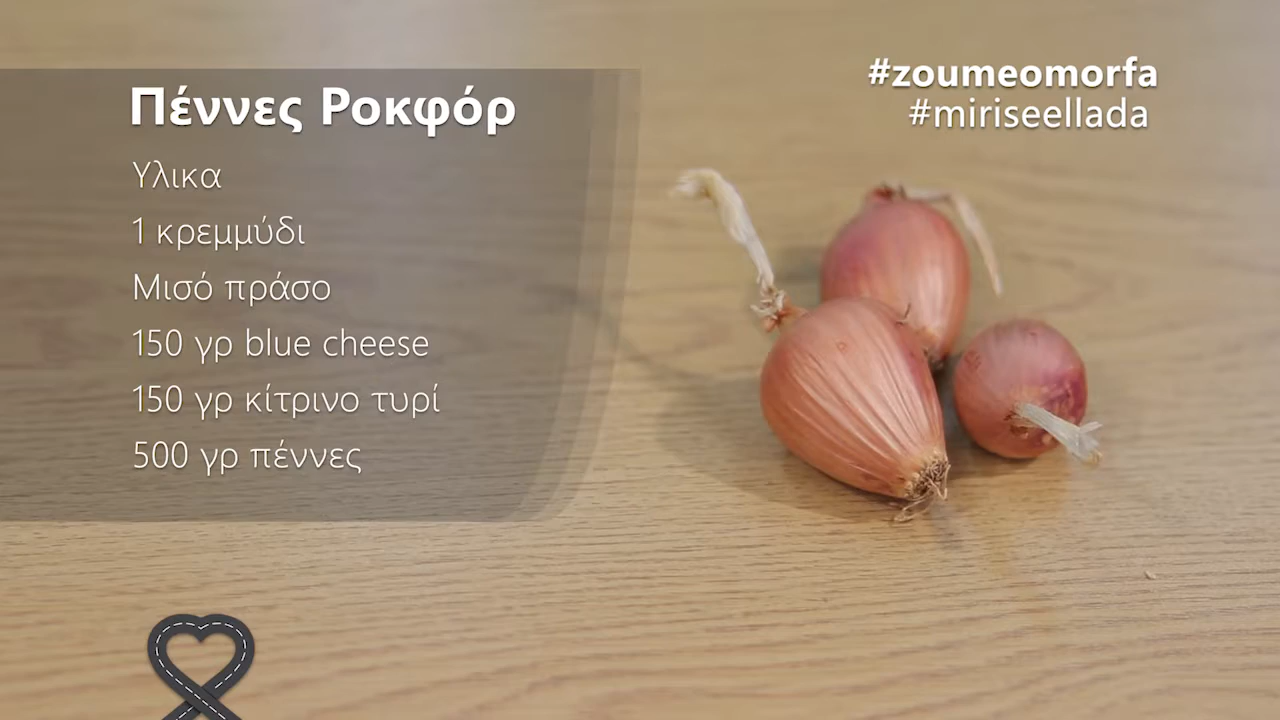 Πέννες Ροκφόρ
Υλικα
1 κρεμμύδι
Μισό πράσο
150 γρ blue cheese
150 γρ κίτρινο τυρί
500 γρ πέννες
#zoumeomorfa
#miriseellada